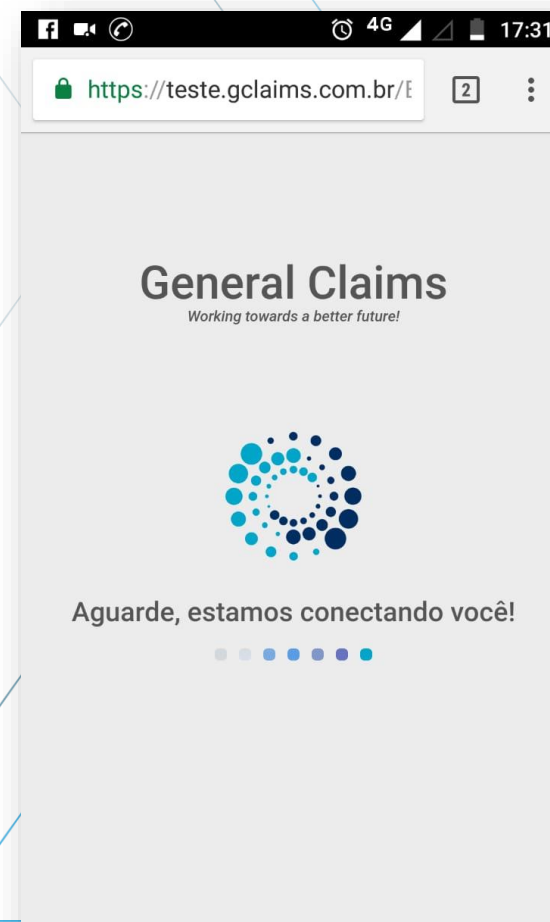 4G 17:31
https://teste.gclaims.com.br/E
2
General Claims
Working towards a better future!
Aguarde, estamos conectando você!